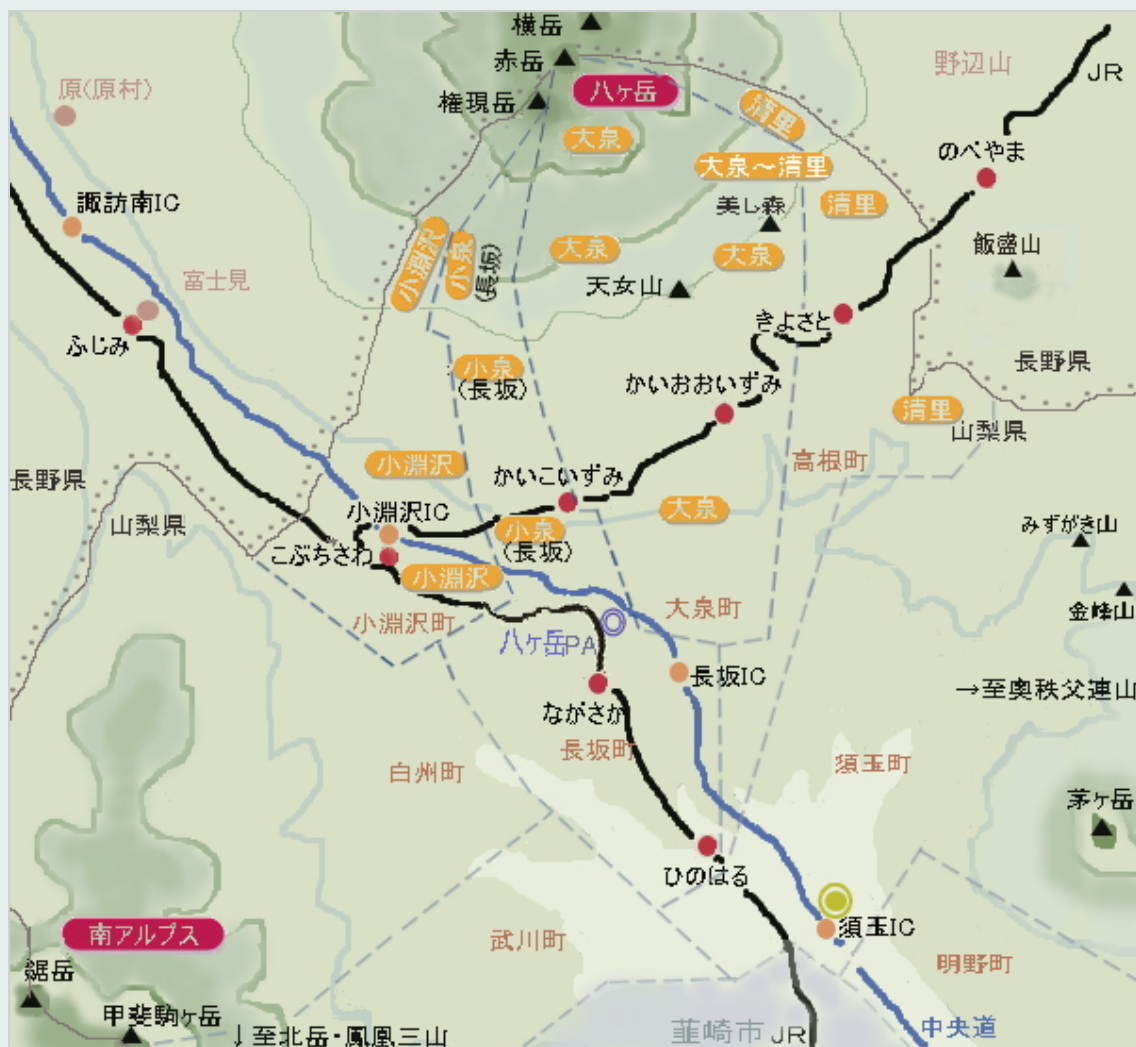 横岳
赤岳
野辺山
JR
原(原村)
権現岳
八ヶ岳
清里
大泉
のべやま
大泉～清里
諏訪南IC
美し森
清里
小淵沢
小泉
(長坂)
大泉
大泉
飯盛山
富士見
天女山
ふじみ
きよさと
長野県
小泉
(長坂)
かいおおいずみ
清里
山梨県
長野県
小淵沢
かいこいずみ
高根町
山梨県
小淵沢IC
大泉
みずがき山
小泉
(長坂)
こぶちさわ
小淵沢
小淵沢町
大泉町
金峰山
八ヶ岳PA
長坂IC
→至奥秩父連山
ながさか
長坂町
白州町
須玉町
茅ヶ岳
ひのはる
南アルプス
武川町
須玉IC
明野町
鋸岳
甲斐駒ヶ岳
↓至北岳・鳳凰三山
韮崎市
JR
中央道